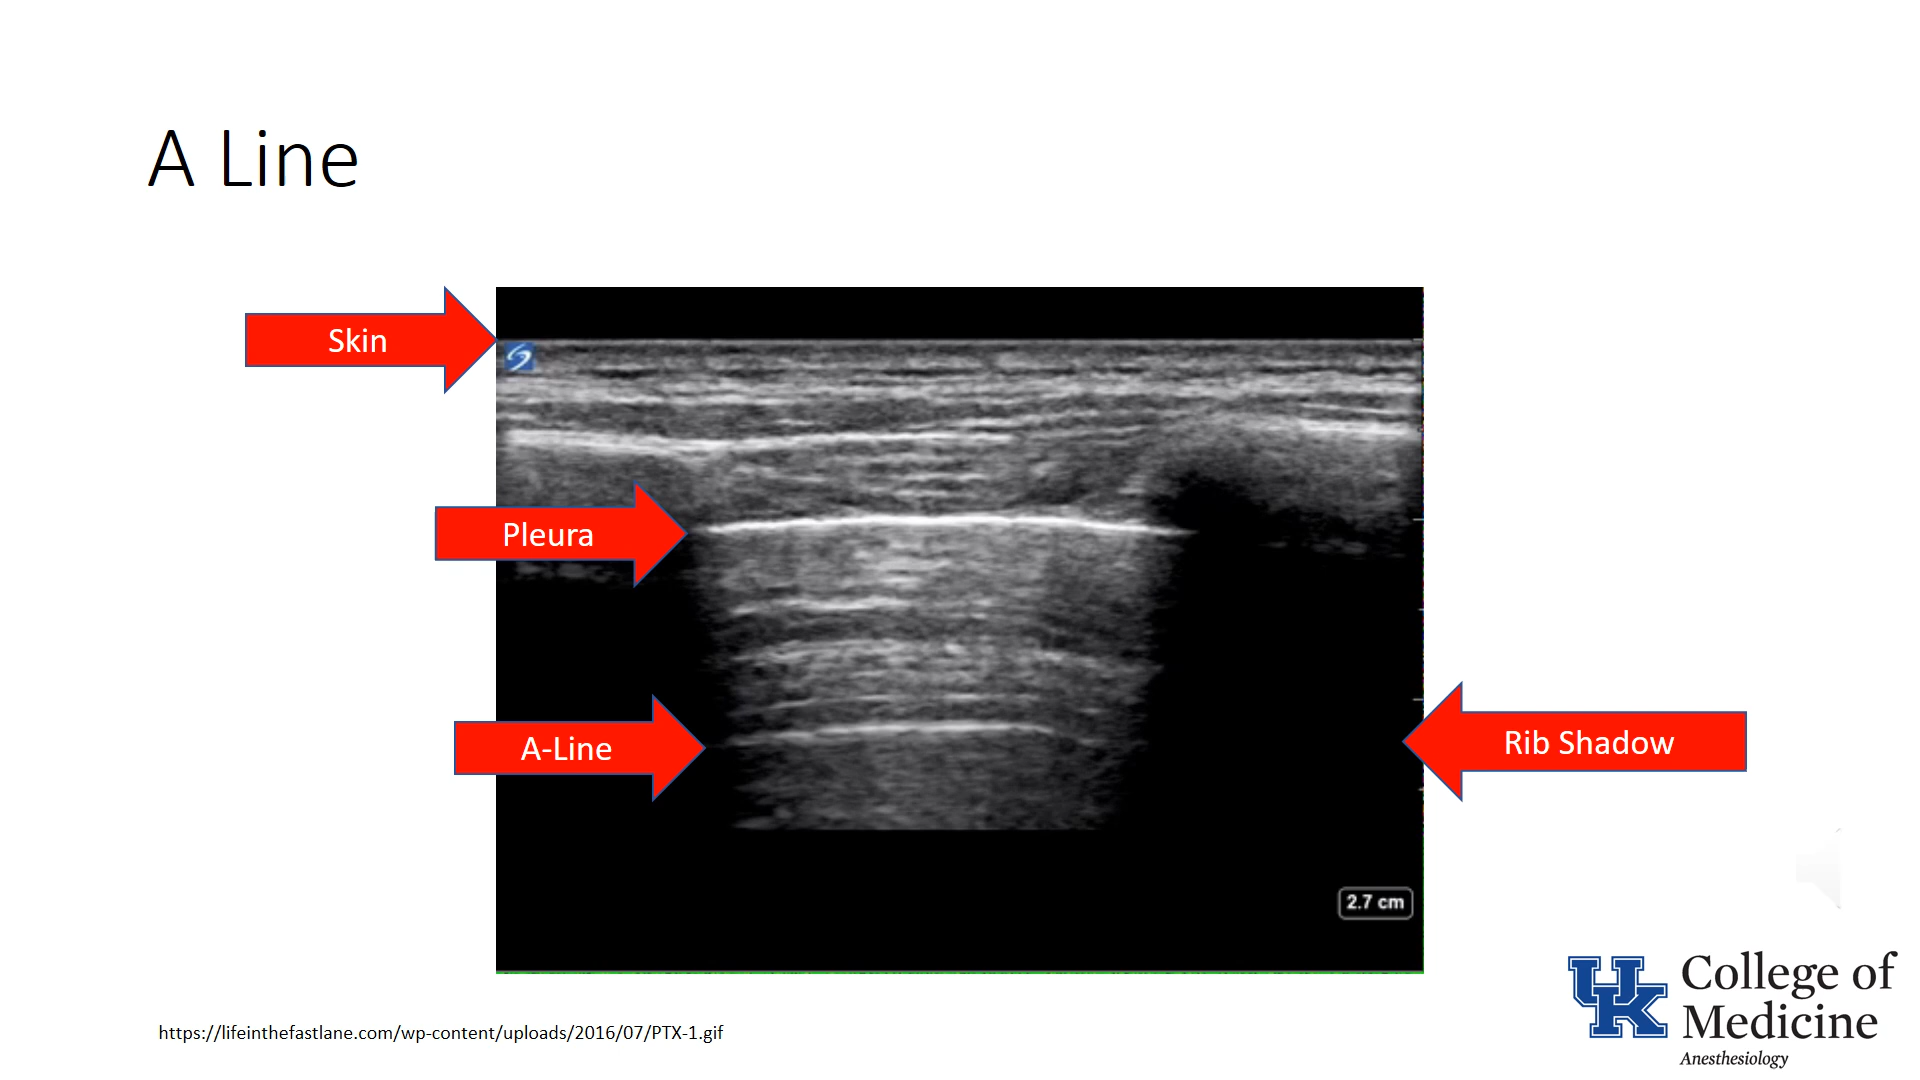 A Line
Skin
Pleura
A-Line
Rib Shadow
2.7 cm
https://lifeinthefastlane.com/wp-content/uploads/2016/07/PTX-1.gif
UK
College of
Medicine
Anesthesiology